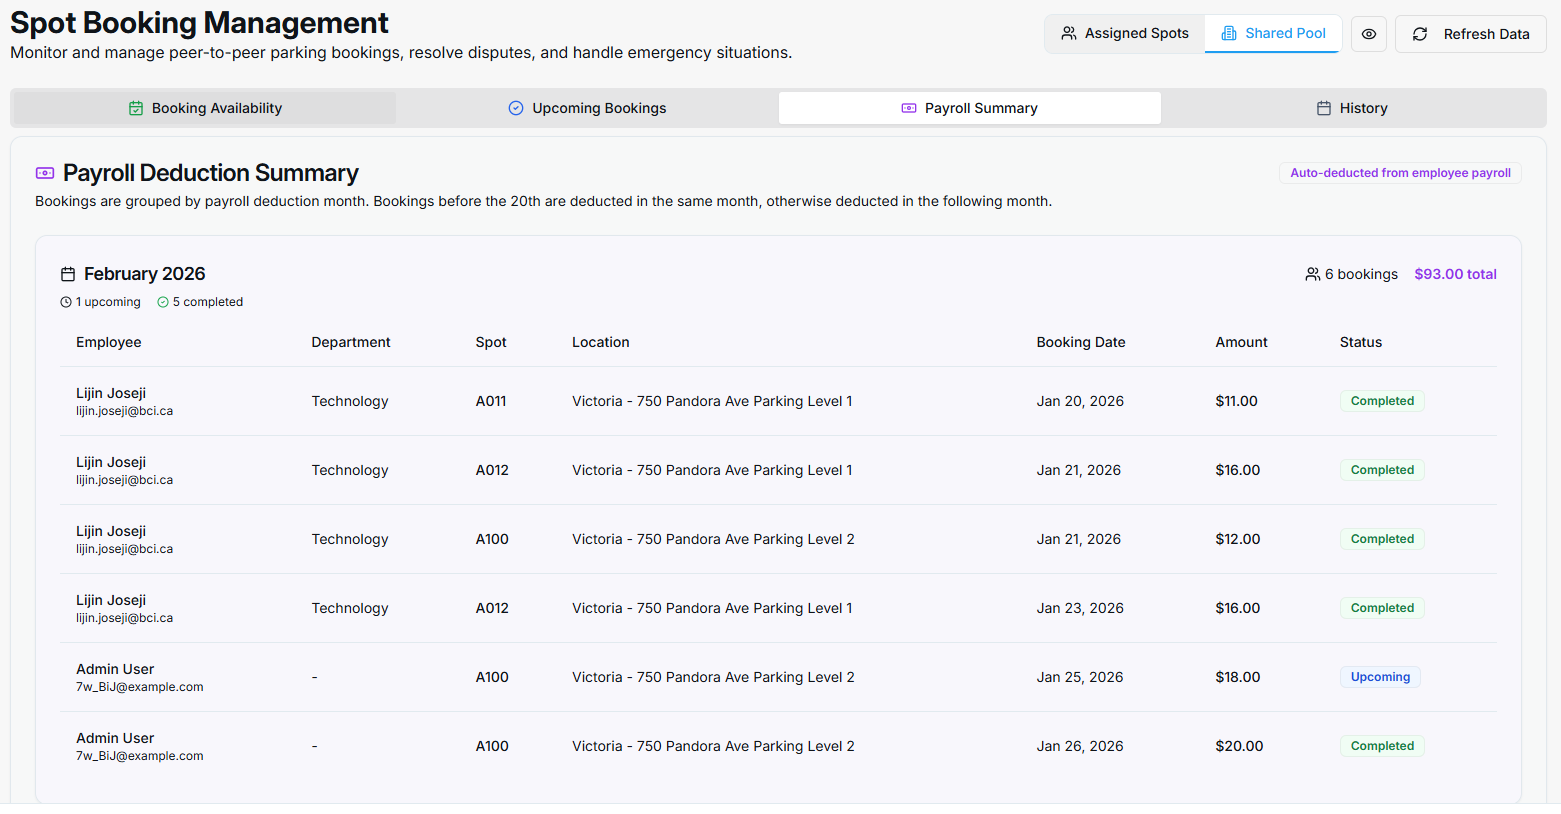 Spot Booking Management
Monitor and manage peer-to-peer parking bookings, resolve disputes, and handle emergency situations.
Assigned Spots
Shared Pool
Refresh Data
Booking Availability
Upcoming Bookings
Payroll Summary
History
Payroll Deduction Summary
Auto-deducted from employee payroll
Bookings are grouped by payroll deduction month. Bookings before the 20th are deducted in the same month, otherwise deducted in the following month.
February 2026
6 bookings $93.00 total
1 upcoming 5 completed
Employee Department Spot Location Booking Date Amount Status
Lijin Joseji
lijin.joseji@bci.ca
Technology A011 Victoria - 750 Pandora Ave Parking Level 1 Jan 20, 2026 $11.00 Completed
Lijin Joseji
lijin.joseji@bci.ca
Technology A012 Victoria - 750 Pandora Ave Parking Level 1 Jan 21, 2026 $16.00 Completed
Lijin Joseji
lijin.joseji@bci.ca
Technology A100 Victoria - 750 Pandora Ave Parking Level 2 Jan 21, 2026 $12.00 Completed
Lijin Joseji
lijin.joseji@bci.ca
Technology A012 Victoria - 750 Pandora Ave Parking Level 1 Jan 23, 2026 $16.00 Completed
Admin User
7w_BiJ@example.com
- A100 Victoria - 750 Pandora Ave Parking Level 2 Jan 25, 2026 $18.00 Upcoming
Admin User
7w_BiJ@example.com
- A100 Victoria - 750 Pandora Ave Parking Level 2 Jan 26, 2026 $20.00 Completed